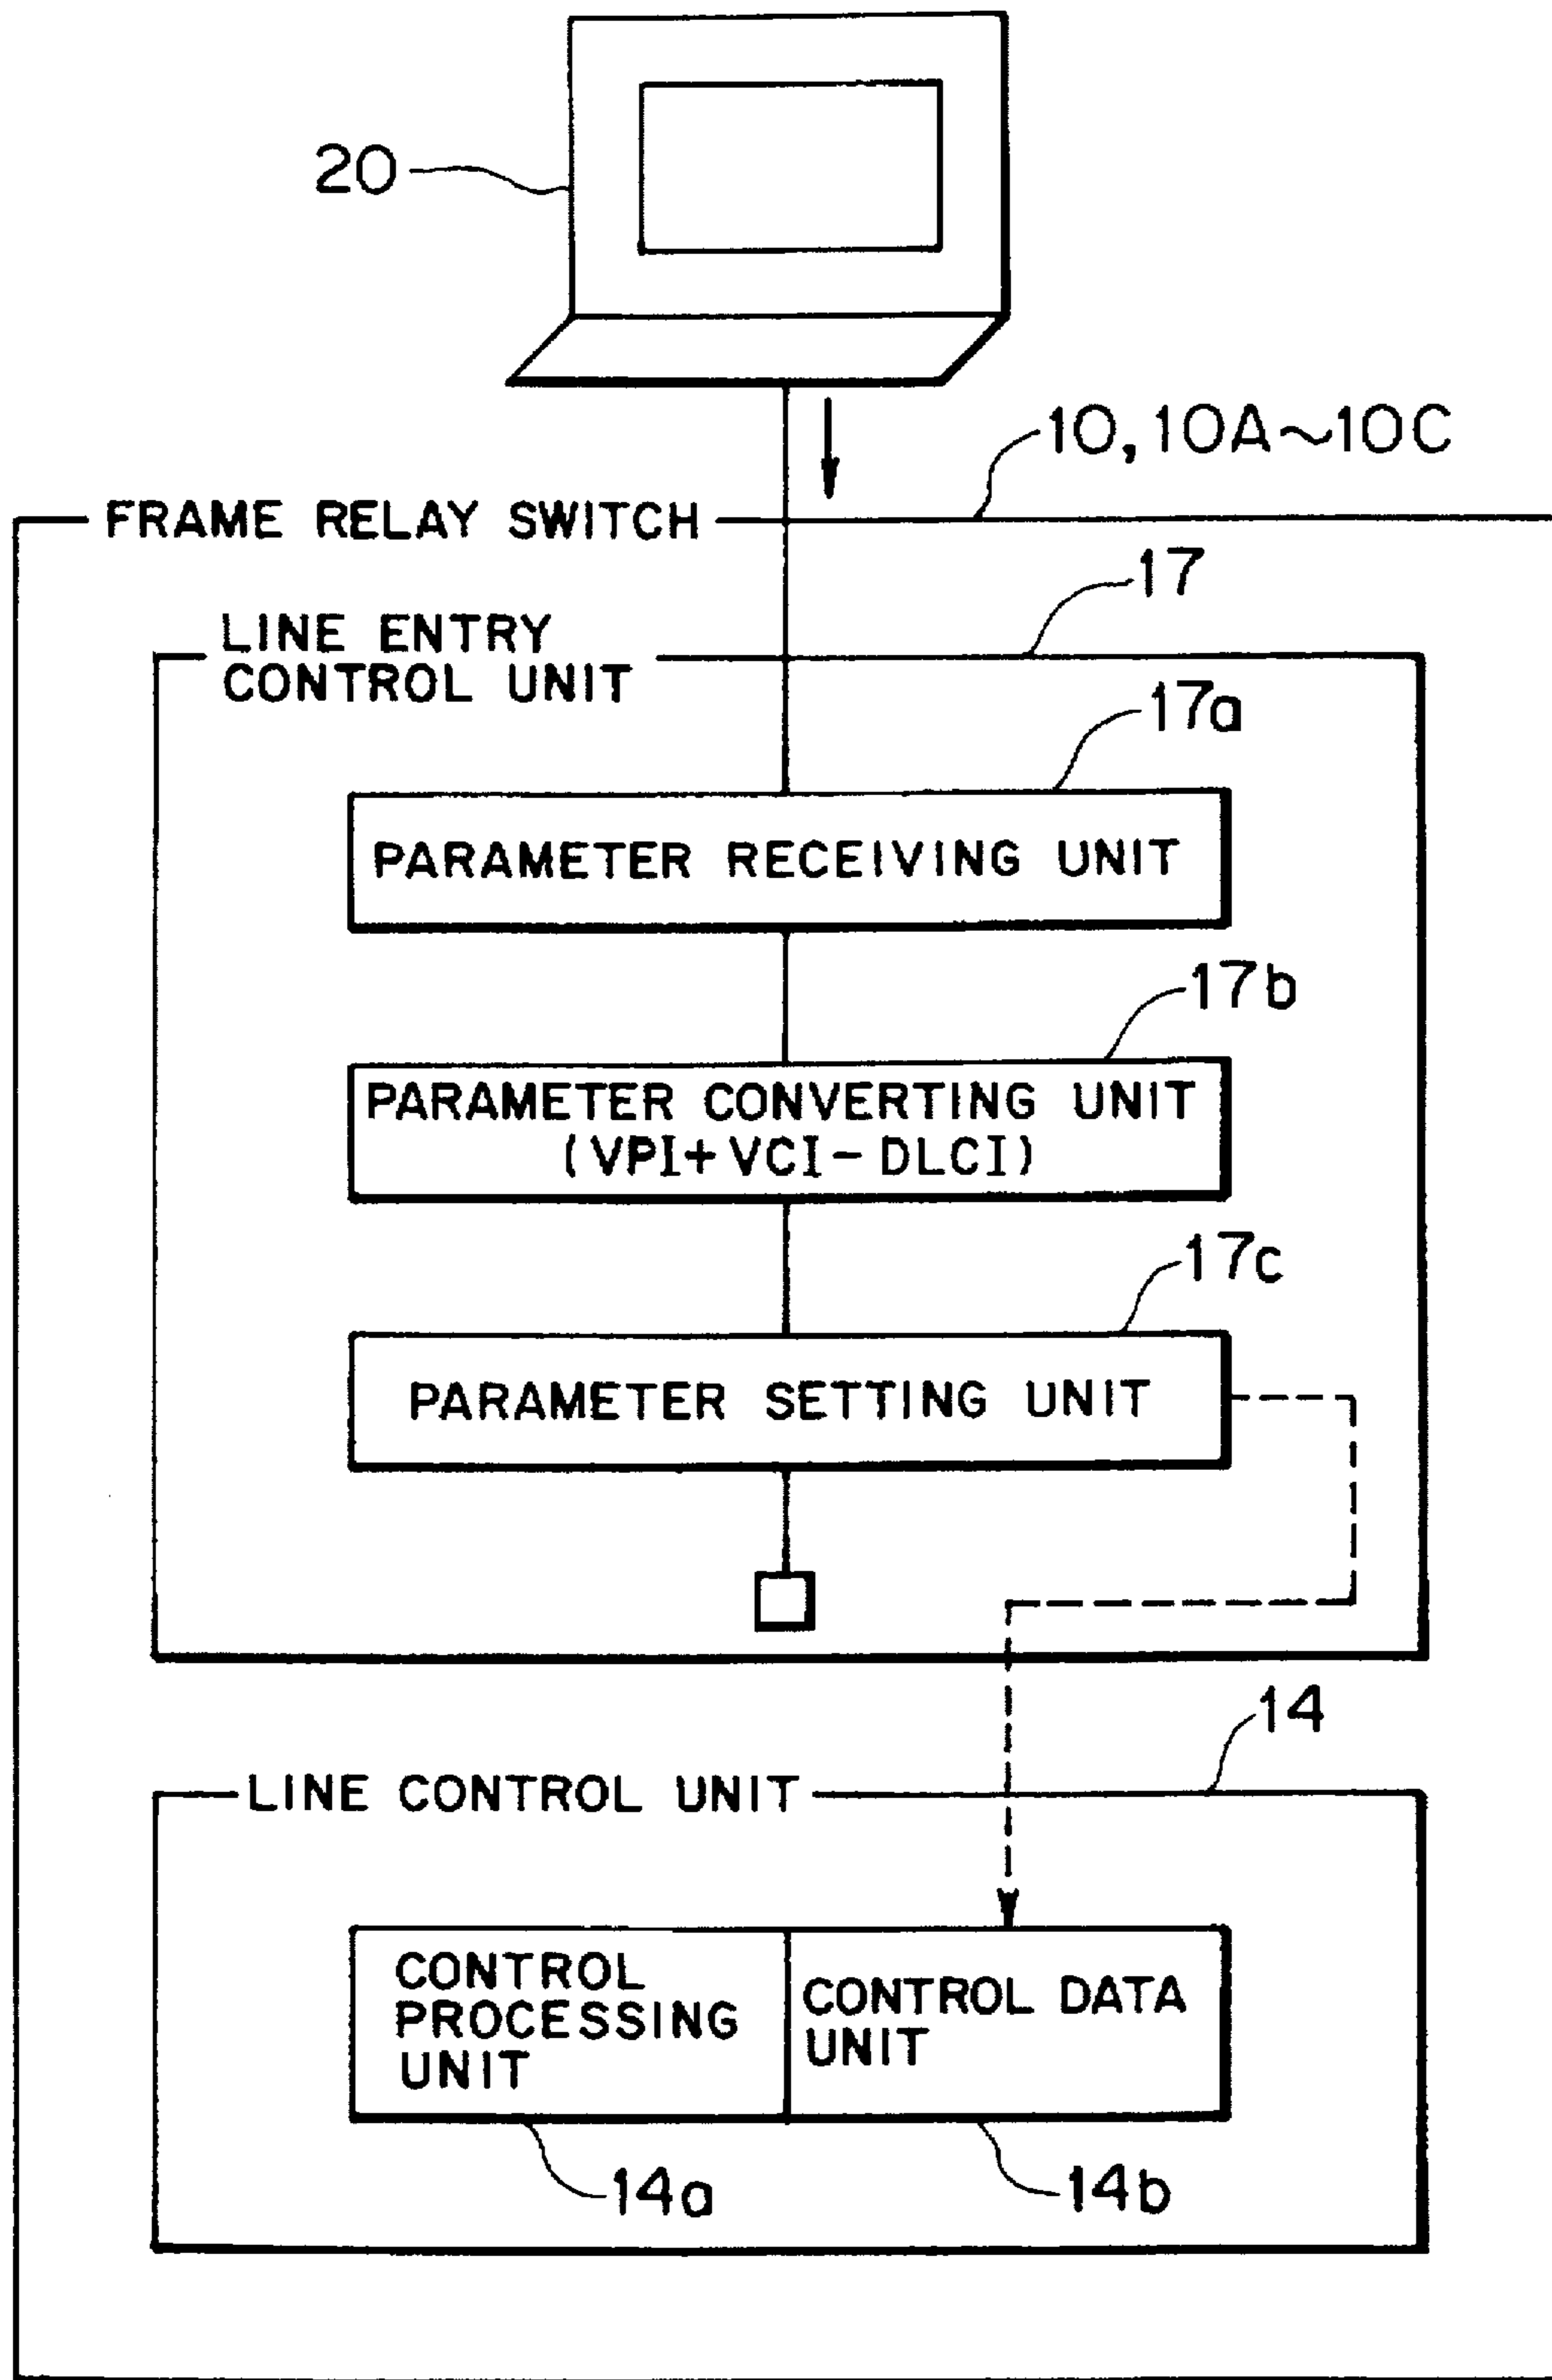 20
10, 10A~10C
FRAME RELAY SWITCH
17
LINE ENTRY
CONTROL UNIT
17a
PARAMETER RECEIVING UNIT
17b
PARAMETER CONVERTING UNIT
(VPI+VCI-DLCI)
17c
PARAMETER SETTING UNIT
14
LINE CONTROL UNIT
CONTROL
PROCESSING
UNIT
CONTROL DATA
UNIT
14a
14b